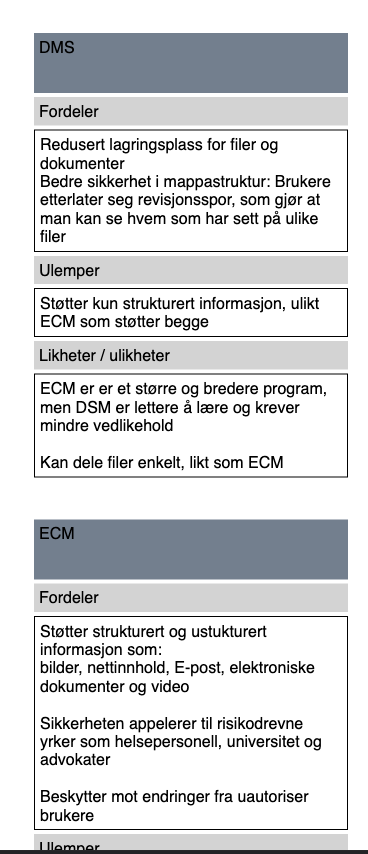 DMS
Fordeler
Redusert lagringsplass for filer og
dokumenter
Bedre sikkerhet i mappastruktur: Brukere
etterlater seg revisjonsspor, som gjør at
man kan se hvem som har sett på ulike
filer
Ulemper
Støtter kun strukturert informasjon, ulikt
ECM som støtter begge
Likheter / ulikheter
ECM er er et større og bredere program,
men DSM er lettere å lære og krever
mindre vedlikehold
Kan dele filer enkelt, likt som ECM
ECM
Fordeler
Støtter strukturert og ustukturert
informasjon som:
bilder, nettinnhold, E-post, elektroniske
dokumenter og video
Sikkerheten appelerer til risikodrevne
yrker som helsepersonell, universitet og
advokater
Beskytter mot endringer fra uautoriser
brukere
Ulemper